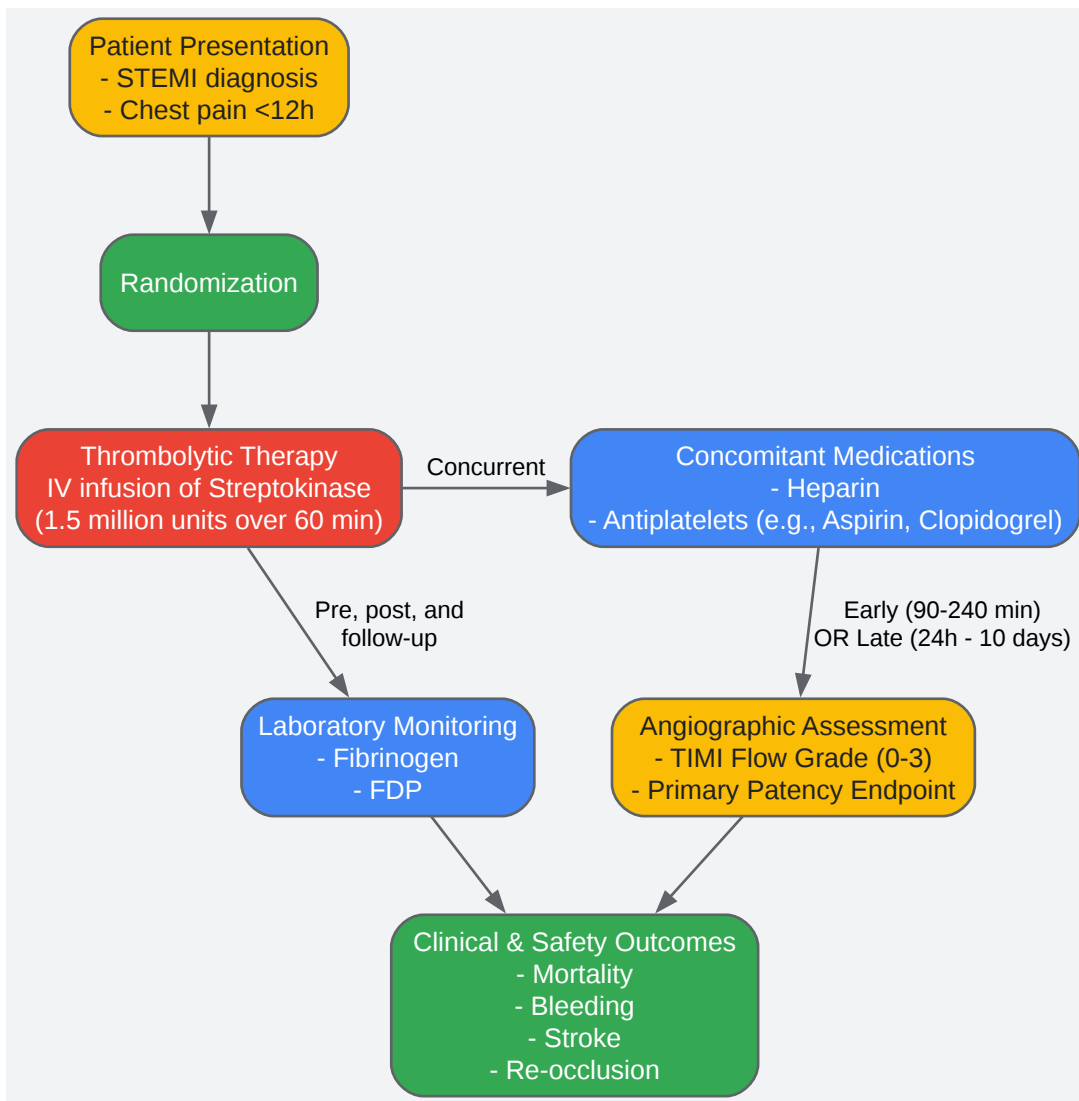 Patient Presentation
- STEMI diagnosis
- Chest pain <12h
Randomization
Thrombolytic Therapy
IV infusion of Streptokinase
(1.5 million units over 60 min)
Concurrent
Concomitant Medications
- Heparin
- Antiplatelets (e.g., Aspirin, Clopidogrel)
Pre, post, and
follow-up
Early (90-240 min)
OR Late (24h - 10 days)
Laboratory Monitoring
- Fibrinogen
- FDP
Angiographic Assessment
- TIMI Flow Grade (0-3)
- Primary Patency Endpoint
Clinical & Safety Outcomes
- Mortality
- Bleeding
- Stroke
- Re-occlusion